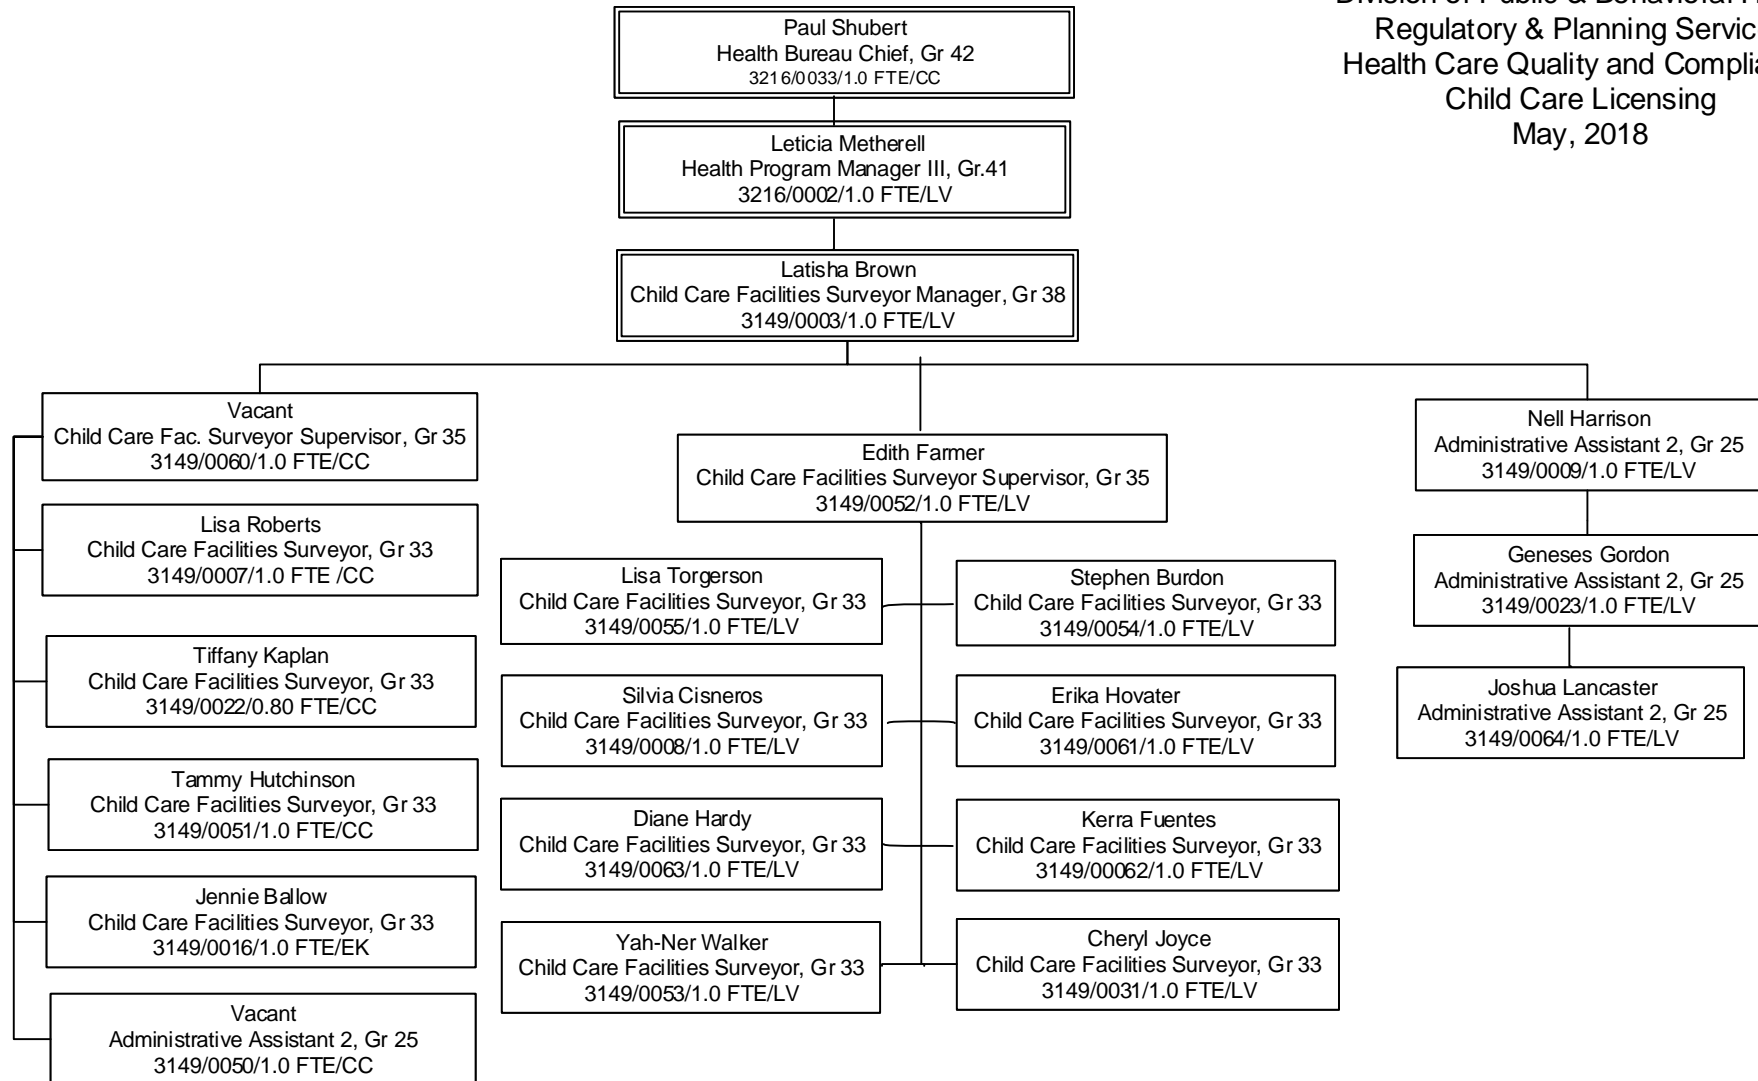 Regulatory & Planning
Health Care Quality and
Child Care Licensing
May, 2018
Paul Shubert
Health Bureau Chief, Gr 42
3216/0033/1.0 FTE/CC
Leticia Metherell
Health Program Manager III, Gr.41
3216/0002/1.0 FTE/LV
Latisha Brown
Child Care Facilities Surveyor Manager, Gr 38
3149/0003/1.0 FTE/LV
Vacant
Child Care Fac. Surveyor Supervisor, Gr 35
3149/0060/1.0 FTE/CC
Lisa Roberts
Child Care Facilities Surveyor, Gr 33
3149/0007/1.0 FTE /CC
Tiffany Kaplan
Child Care Facilities Surveyor, Gr 33
3149/0022/0.80 FTE/CC
Tammy Hutchinson
Child Care Facilities Surveyor, Gr 33
3149/0051/1.0 FTE/CC
Jennie Ballow
Child Care Facilities Surveyor, Gr 33
3149/0016/1.0 FTE/EK
Vacant
Administrative Assistant 2, Gr 25
3149/0050/1.0 FTE/CC
Edith Farmer
Child Care Facilities Surveyor Supervisor, Gr 35
3149/0052/1.0 FTE/LV
Lisa Torgerson
Child Care Facilities Surveyor, Gr 33
3149/0055/1.0 FTE/LV
Stephen Burdon
Child Care Facilities Surveyor, Gr 33
3149/0054/1.0 FTE/LV
Silvia Cisneros
Child Care Facilities Surveyor, Gr 33
3149/0008/1.0 FTE/LV
Erika Hovater
Child Care Facilities Surveyor, Gr 33
3149/0061/1.0 FTE/LV
Diane Hardy
Child Care Facilities Surveyor, Gr 33
3149/0063/1.0 FTE/LV
Kerra Fuentes
Child Care Facilities Surveyor, Gr 33
3149/00062/1.0 FTE/LV
Yah-Ner Walker
Child Care Facilities Surveyor, Gr 33
3149/0053/1.0 FTE/LV
Cheryl Joyce
Child Care Facilities Surveyor, Gr 33
3149/0031/1.0 FTE/LV
Nell Harrison
Administrative Assistant 2, Gr 25
3149/0009/1.0 FTE/LV
Geneses Gordon
Administrative Assistant 2, Gr 25
3149/0023/1.0 FTE/LV
Joshua Lancaster
Administrative Assistant 2, Gr 25
3149/0064/1.0 FTE/LV